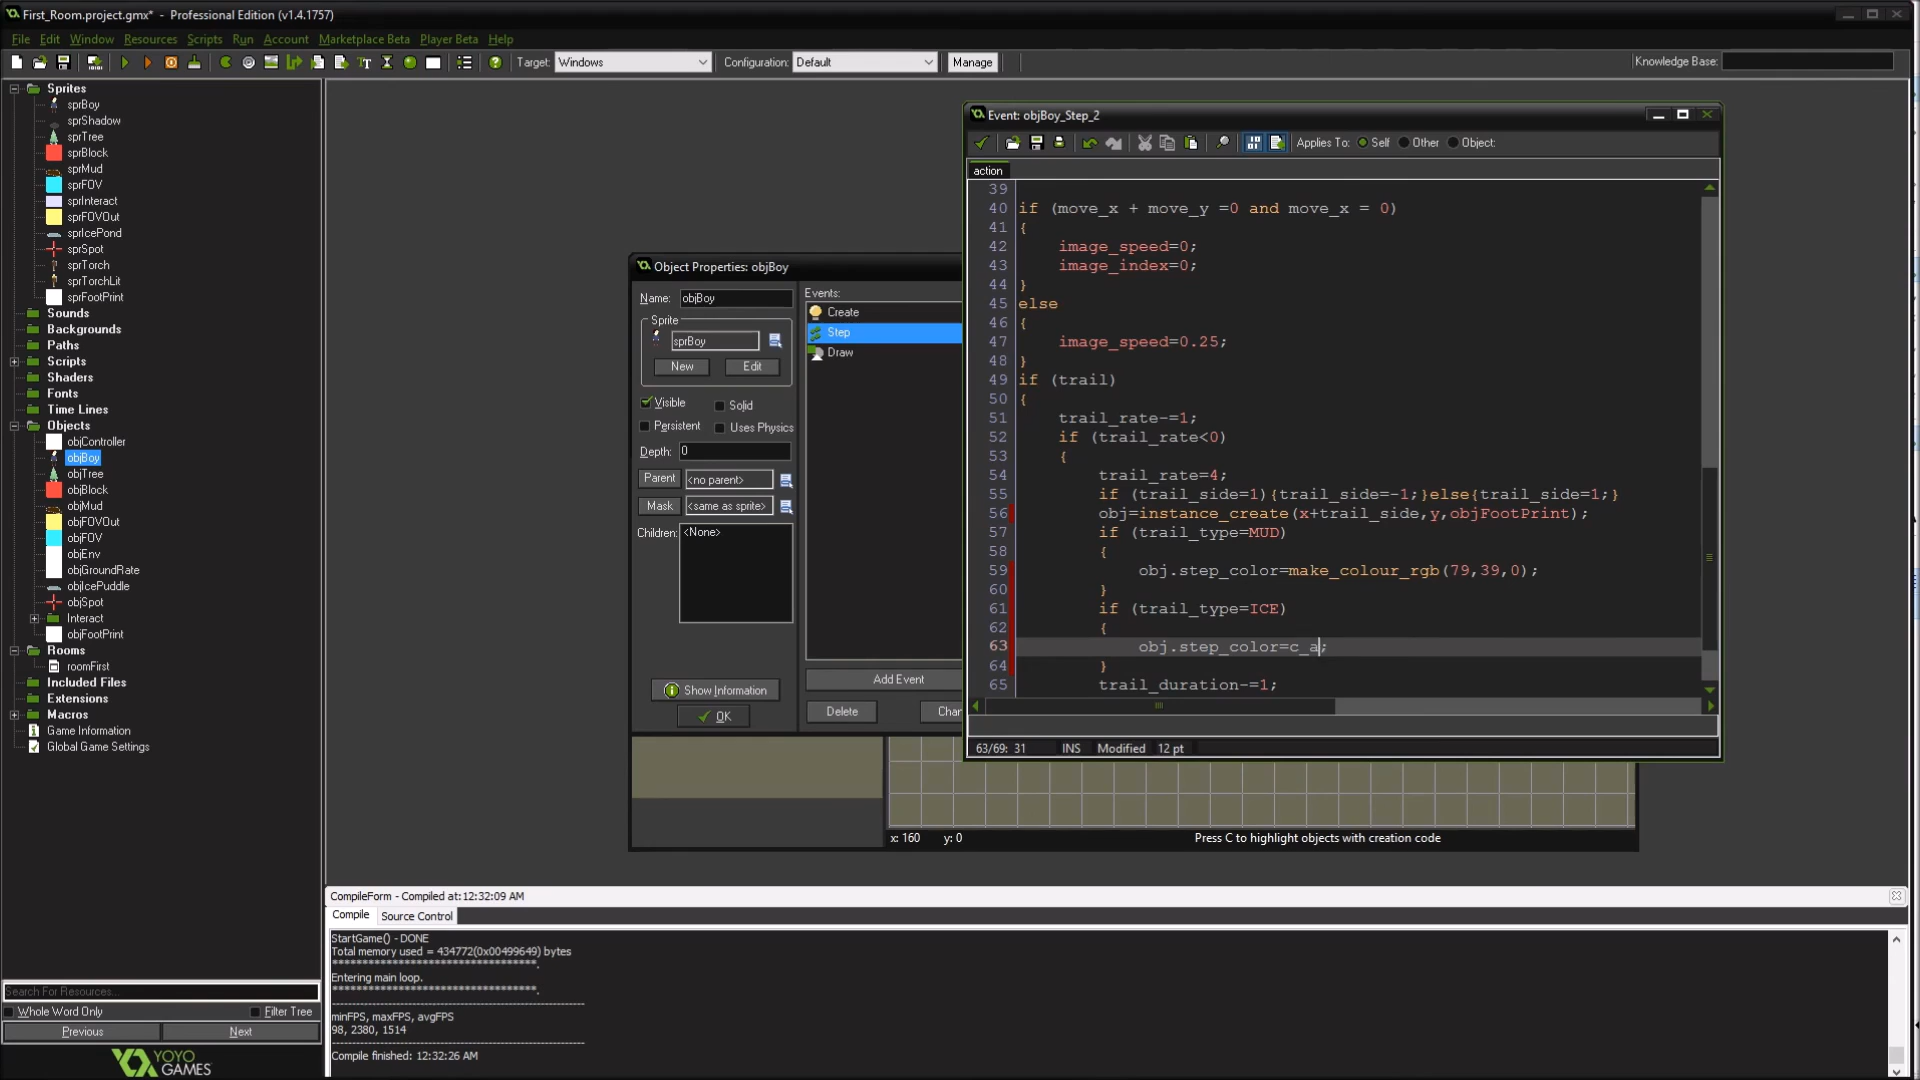 First_Room.project.gmx* - Professional Edition (v1.4.1757)
File Edit Window Resources Scripts Run Account Marketplace Beta Player Beta Help
Target: Windows Configuration: Default Manage Knowledge Base:
Sprites
sprBoy
sprShadow
sprTree
sprBlock
sprMud
sprFOV
sprInteract
sprFOVOut
sprIcePond
sprSpot
sprTorch
sprTorchLit
sprFootPrint
Sounds
Backgrounds
Paths
Scripts
Shaders
Fonts
Time Lines
Objects
objController
objBoy
objTree
objBlock
objMud
objFOVOut
objFOV
objEnv
objGroundRate
objIcePuddle
objSpot
Interact
objFootPrint
Rooms
roomFirst
Included Files
Extensions
Macros
Game Information
Global Game Settings
Search For Resources...
Whole Word Only Filter Tree
Previous Next
YOYO
GAMES
Object Properties: objBoy
Name: objBoy
Sprite
sprBoy
New Edit
Visible Solid
Persistent Uses Physics
Depth: 0
Parent <no parent>
Mask <same as sprite>
Children: <None>
Show Information
OK
Events:
Create
Step
Draw
Add Event
Delete Chan
Event: objBoy_Step_2
Applies To: Self Other Object:
action
39
40 if (move_x + move_y =0 and move_x = 0)
41 {
42 image_speed=0;
43 image_index=0;
44 }
45 else
46 {
47 image_speed=0.25;
48 }
49 if (trail)
50 {
51 trail_rate-=1;
52 if (trail_rate<0)
53 {
54 trail_rate=4;
55 if (trail_side=1){trail_side=-1;}else{trail_side=1;}
56 obj=instance_create(x+trail_side,y,objFootPrint);
57 if (trail_type=MUD)
58 {
59 obj.step_color=make_colour_rgb(79,39,0);
60 }
61 if (trail_type=ICE)
62 {
63 obj.step_color=c_a;
64 }
65 trail_duration-=1;
63/69: 31 INS Modified 12 pt
x: 160 y: 0 Press C to highlight objects with creation code
CompileForm - Compiled at:12:32:09 AM
Compile Source Control
StartGame() - DONE
Total memory used = 434772(0x00499649) bytes
***********************************.
Entering main loop.
***********************************.
minFPS, maxFPS, avgFPS
98, 2380, 1514
Compile finished: 12:32:26 AM